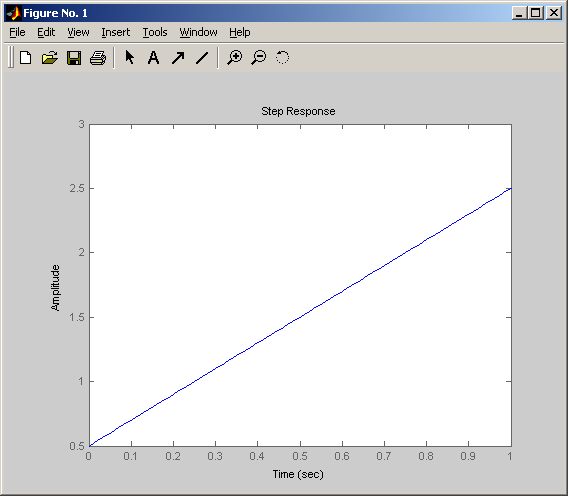 Figure No. 1
File Edit View Insert Tools Window Help
A
Step Response
3
2.5
2
1.5
1
0.5
Amplitude
0 0.1 0.2 0.3 0.4 0.5 0.6 0.7 0.8 0.9 1
Time (sec)